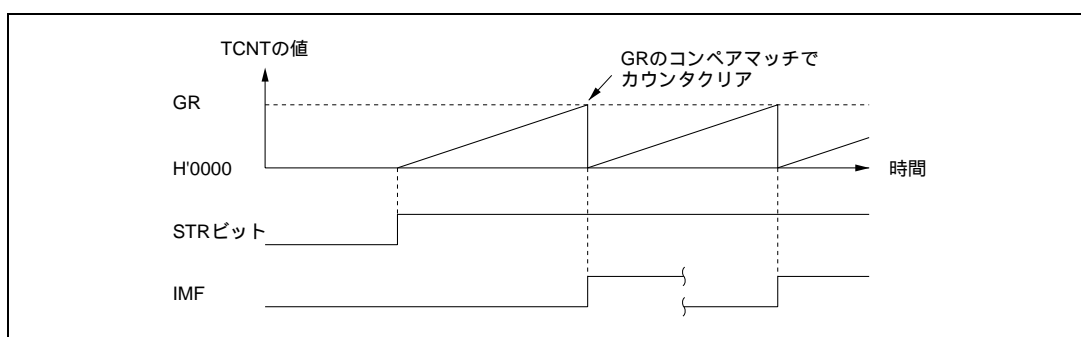 TCNTの値
GRのコンペアマッチで
カウンタクリア
GR
H'0000
時間
STRビット
IMF